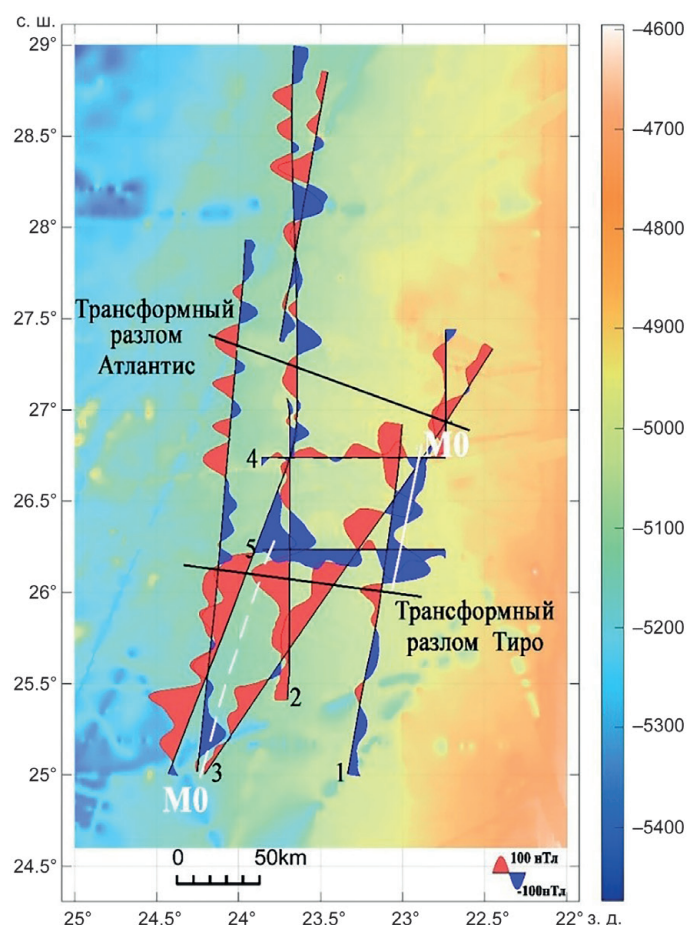 с. ш.
29°
28.5°
28°
27.5°
27°
26.5°
26°
25.5°
25°
24.5°
Трансформный
разлом
Атлантис
М0
4
5
Трансформный
разлом Тиро
2
3
1
М0
0 50km
100 нТл
-100нТл
25° 24.5° 24° 23.5° 23° 22.5° 22° з. д.
–4600
–4700
–4800
–4900
–5000
–5100
–5200
–5300
–5400